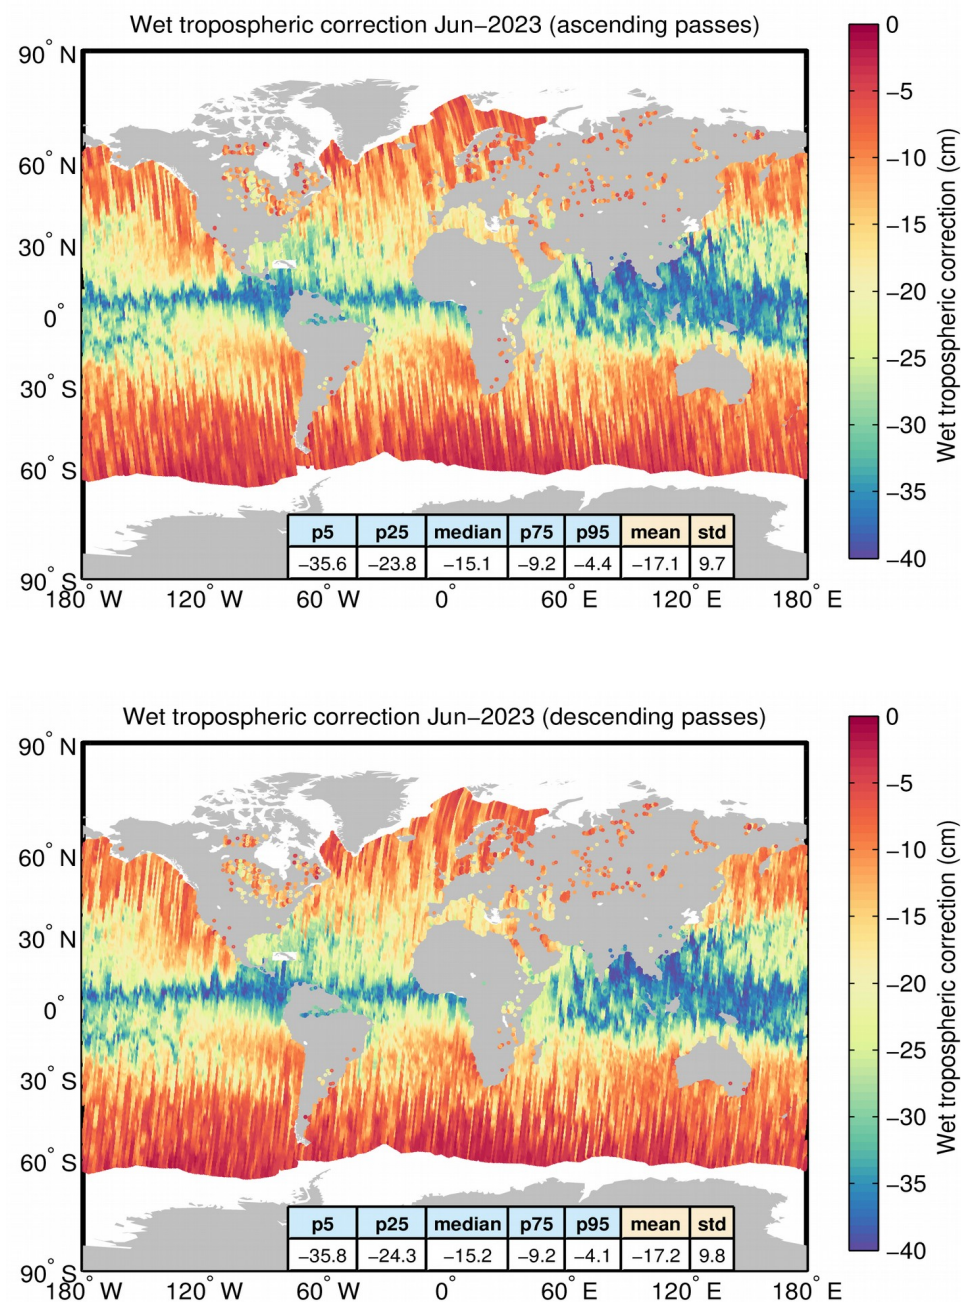 Wet tropospheric correction Jun−2023 (ascending passes)
90° N
60° N
30° N
0°
30° S
60° S
90° S
180° W 120° W 60° W 0° 60° E 120° E 180° E
p5 p25 median p75 p95 mean std
−35.6 −23.8 −15.1 −9.2 −4.4 −17.1 9.7
0
−5
−10
−15
−20
−25
−30
−35
−40
Wet tropospheric correction (cm)
Wet tropospheric correction Jun−2023 (descending passes)
90° N
60° N
30° N
0°
30° S
60° S
90° S
180° W 120° W 60° W 0° 60° E 120° E 180° E
p5 p25 median p75 p95 mean std
−35.8 −24.3 −15.2 −9.2 −4.1 −17.2 9.8
0
−5
−10
−15
−20
−25
−30
−35
−40
Wet tropospheric correction (cm)